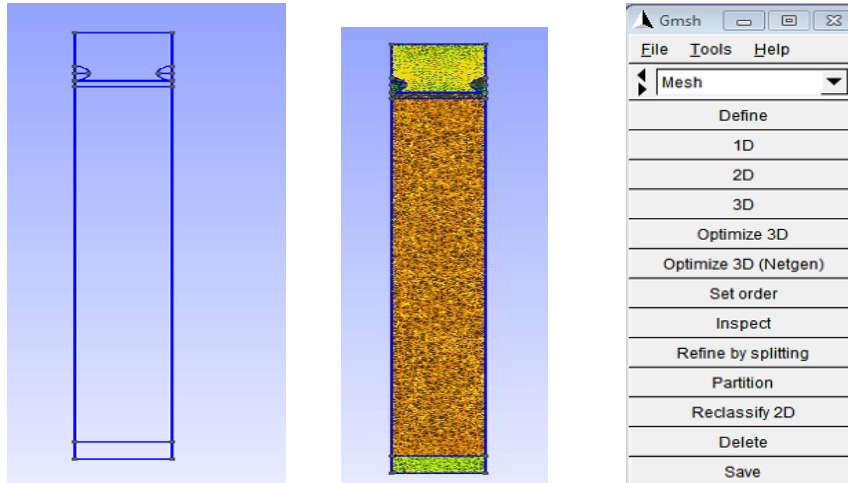 Gmsh
File Tools Help
Mesh
Define
1D
2D
3D
Optimize 3D
Optimize 3D (Netgen)
Set order
Inspect
Refine by splitting
Partition
Reclassify 2D
Delete
Save